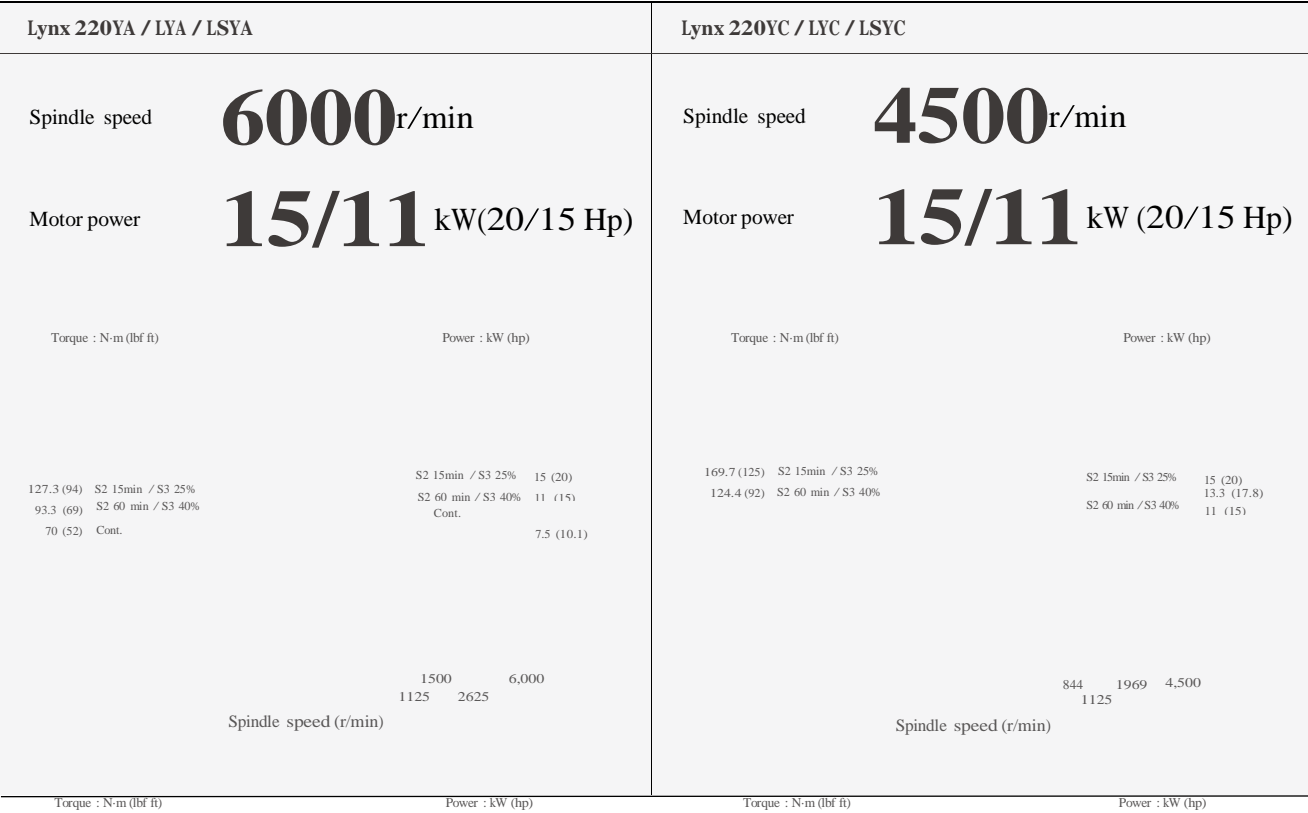 Lynx 220YA / LYA / LSYA
Spindle speed 6000r/min
Motor power 15/11 kW(20/15 Hp)
Torque : N·m (lbf ft) Power : kW (hp)
S2 15min / S3 25% 15 (20)
127.3 (94) S2 15min / S3 25%
S2 60 min / S3 40% 11 (15)
93.3 (69) S2 60 min / S3 40%
Cont.
70 (52) Cont.
7.5 (10.1)
1500 6,000
1125 2625
Spindle speed (r/min)
Torque : N·m (lbf ft) Power : kW (hp)
Lynx 220YC / LYC / LSYC
Spindle speed 4500r/min
Motor power 15/11 kW (20/15 Hp)
Torque : N·m (lbf ft) Power : kW (hp)
169.7 (125) S2 15min / S3 25%
S2 15min / S3 25% 15 (20)
124.4 (92) S2 60 min / S3 40%
13.3 (17.8)
S2 60 min / S3 40% 11 (15)
844 1969 4,500
1125
Spindle speed (r/min)
Torque : N·m (lbf ft) Power : kW (hp)